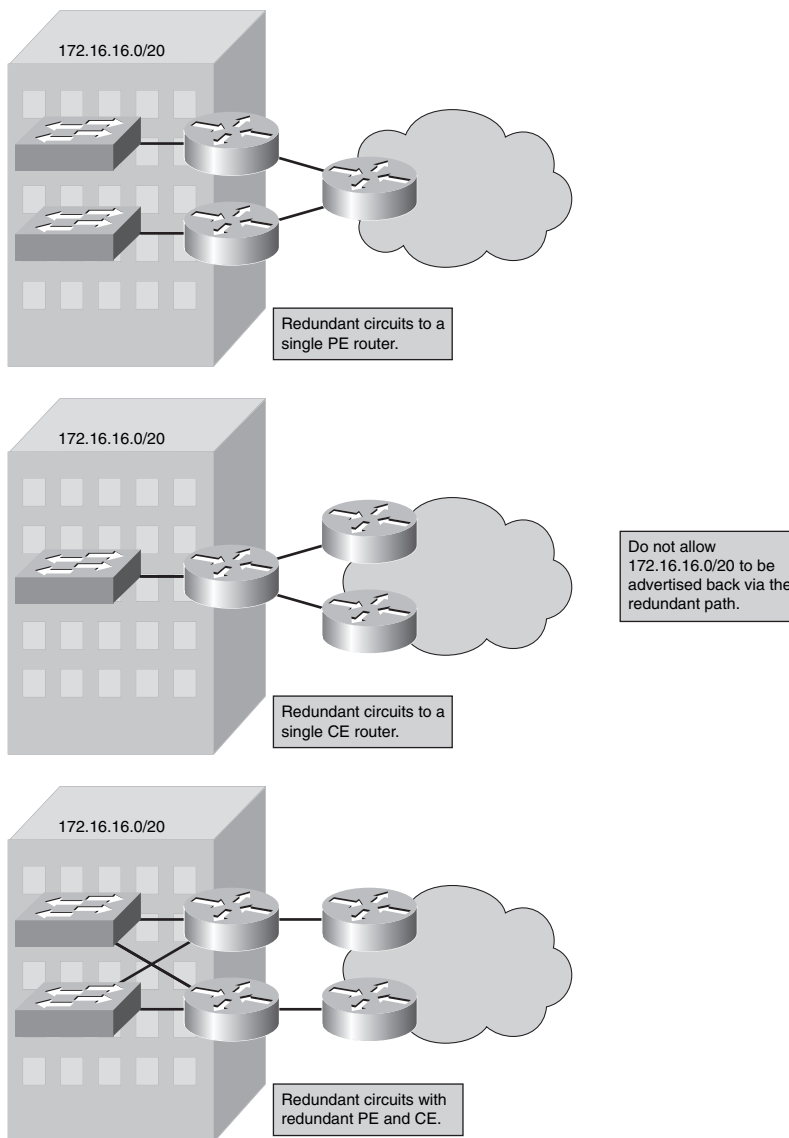 172.16.16.0/20
Redundant circuits to a
single PE router.
172.16.16.0/20
Do not allow
172.16.16.0/20 to be
advertised back via the
redundant path.
Redundant circuits to a
single CE router.
172.16.16.0/20
Redundant circuits with
redundant PE and CE.